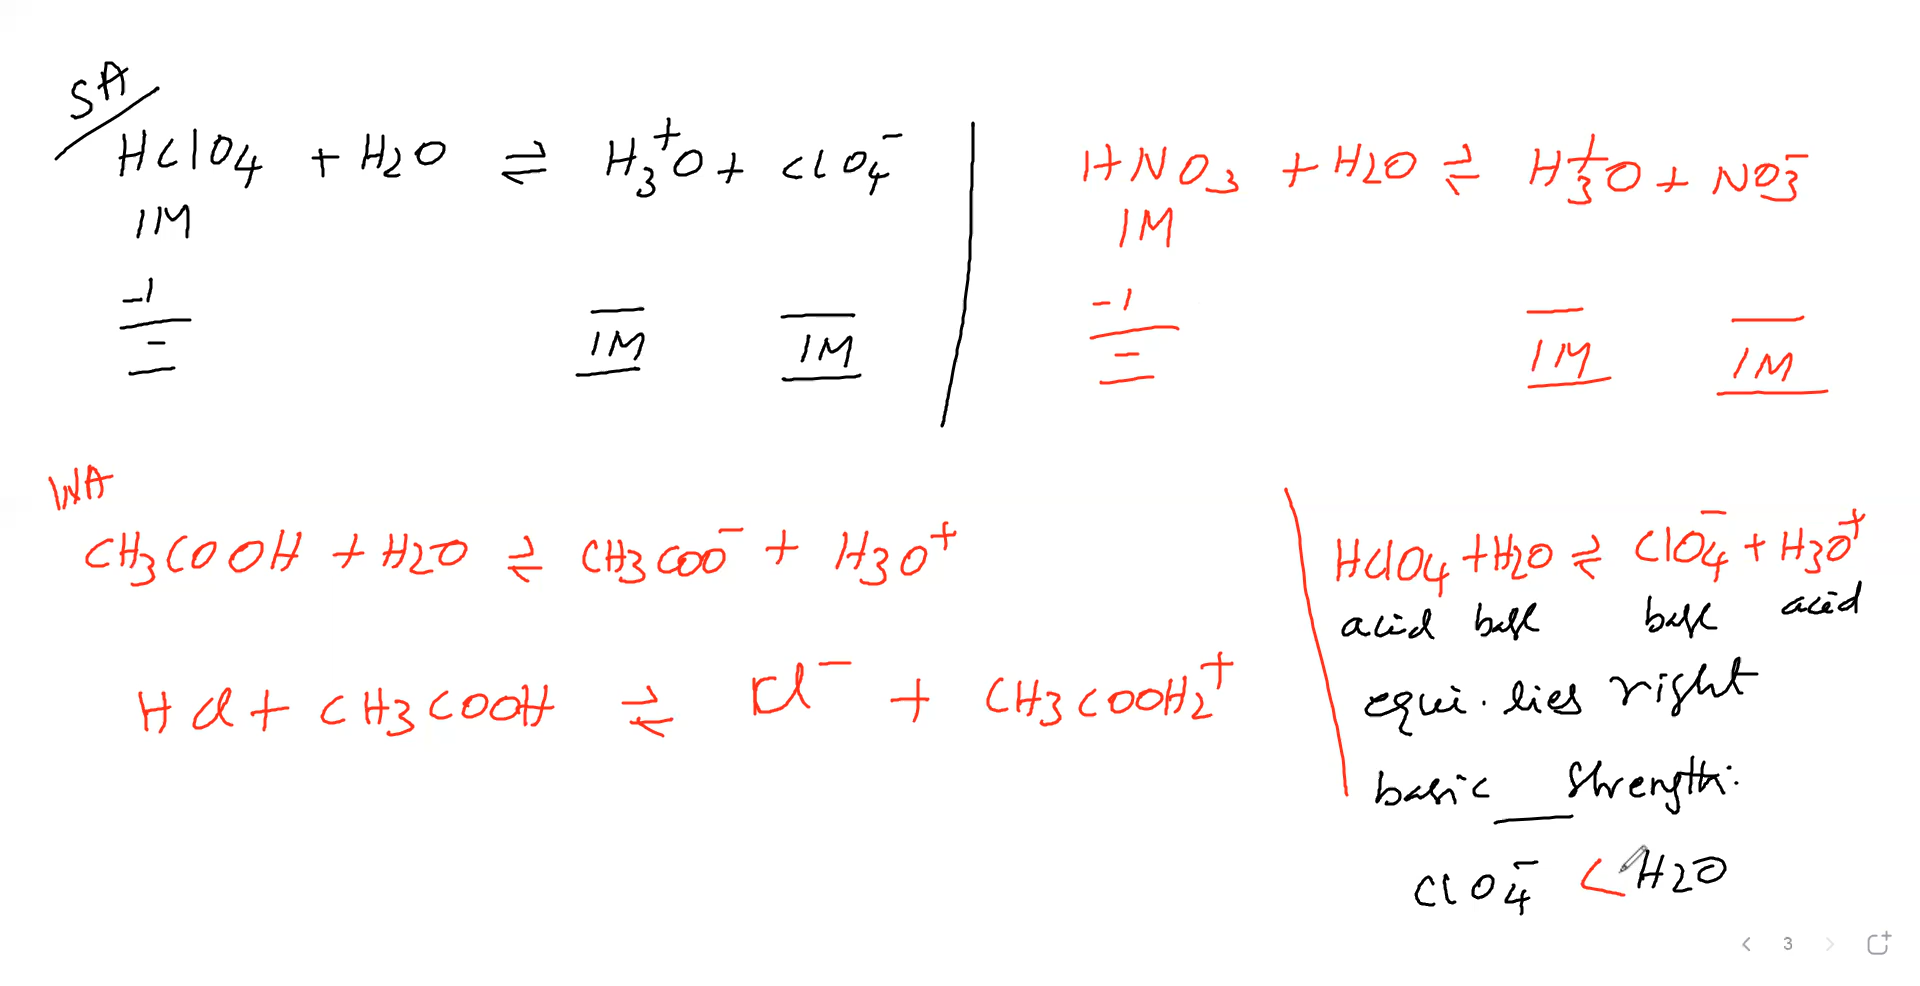 SA
HClO4 + H2O ⇌ H3+O + ClO4-
1M
-1
-
1M 1M
HNO3 + H2O ⇌ H3+O + NO3-
1M
-1
-
1M 1M
WA
CH3COOH + H2O ⇌ CH3COO- + H3O+
HCl + CH3COOH ⇌ Cl- + CH3COOH2+
HClO4 + H2O ⇌ ClO4- + H3O+
acid base base acid
equi. lies right
basic strength:
ClO4- < H2O
3